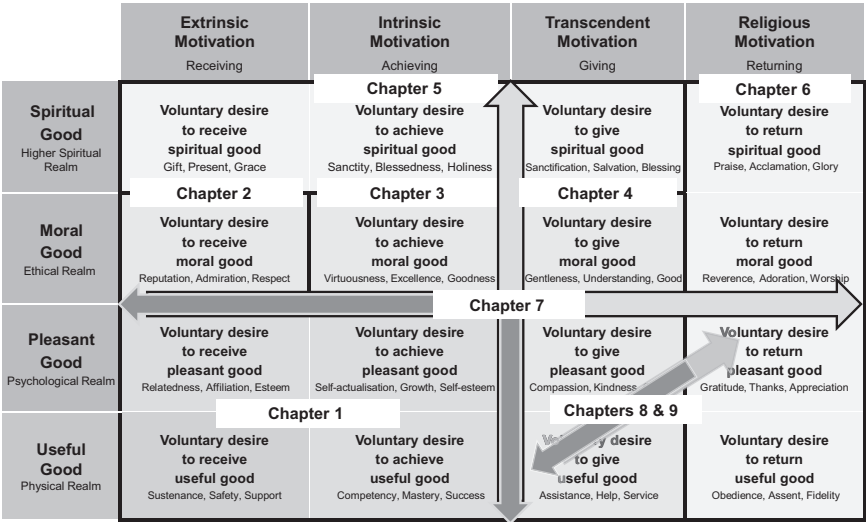 Extrinsic
Motivation
Receiving
Intrinsic
Motivation
Achieving
Transcendent
Motivation
Giving
Religious
Motivation
Returning
Chapter 5
Chapter 6
Spiritual
Good
Higher Spiritual
Realm
Voluntary desire
to receive
spiritual good
Gift, Present, Grace
Voluntary desire
to achieve
spiritual good
Sanctity, Blessedness, Holiness
Voluntary desire
to give
spiritual good
Sanctification, Salvation, Blessing
Voluntary desire
to return
spiritual good
Praise, Acclamation, Glory
Chapter 2
Chapter 3
Chapter 4
Moral
Good
Ethical Realm
Voluntary desire
to receive
moral good
Reputation, Admiration, Respect
Voluntary desire
to achieve
moral good
Virtuousness, Excellence, Goodness
Voluntary desire
to give
moral good
Gentleness, Understanding, Good
Voluntary desire
to return
moral good
Reverence, Adoration, Worship
Chapter 7
Pleasant
Good
Psychological Realm
Voluntary desire
to receive
pleasant good
Relatedness, Affiliation, Esteem
Voluntary desire
to achieve
pleasant good
Self-actualisation, Growth, Self-esteem
Voluntary desire
to give
pleasant good
Compassion, Kindness
Voluntary desire
to return
pleasant good
Gratitude, Thanks, Appreciation
Chapter 1
Chapters 8 & 9
Useful
Good
Physical Realm
Voluntary desire
to receive
useful good
Sustenance, Safety, Support
Voluntary desire
to achieve
useful good
Competency, Mastery, Success
Voluntary desire
to give
useful good
Assistance, Help, Service
Voluntary desire
to return
useful good
Obedience, Assent, Fidelity